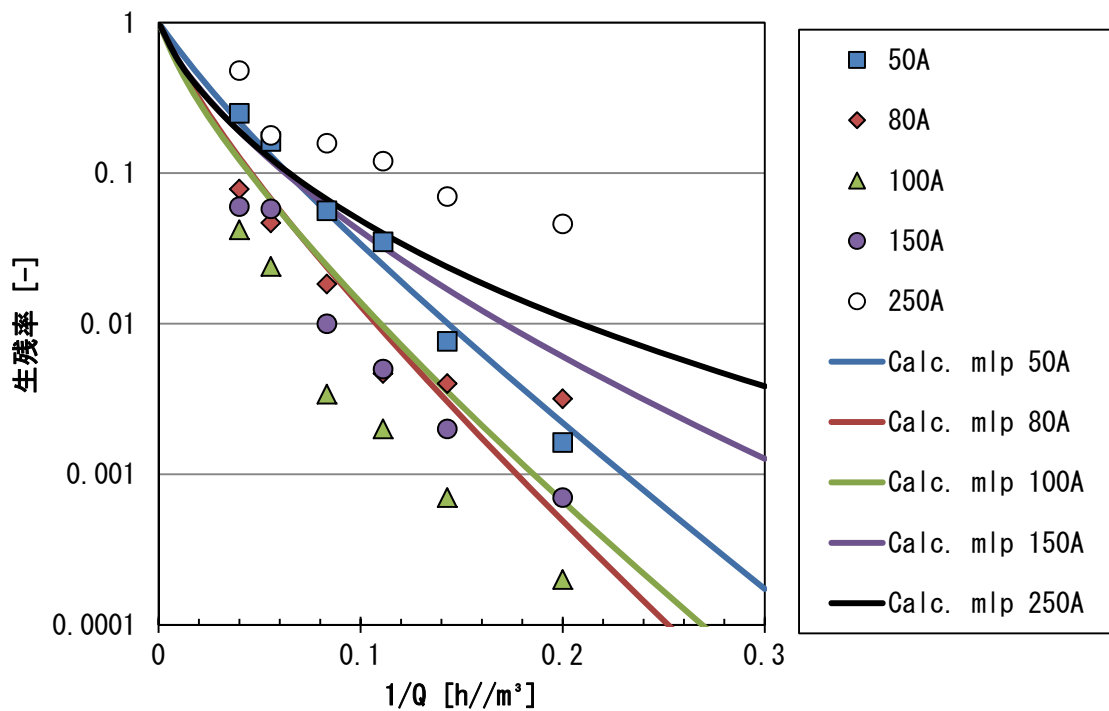 1
0.1
0.01
0.001
0.0001
生残率 [-]
0
0.1
0.2
0.3
1/Q [h//m³]
50A
80A
100A
150A
250A
Calc. mlp 50A
Calc. mlp 80A
Calc. mlp 100A
Calc. mlp 150A
Calc. mlp 250A